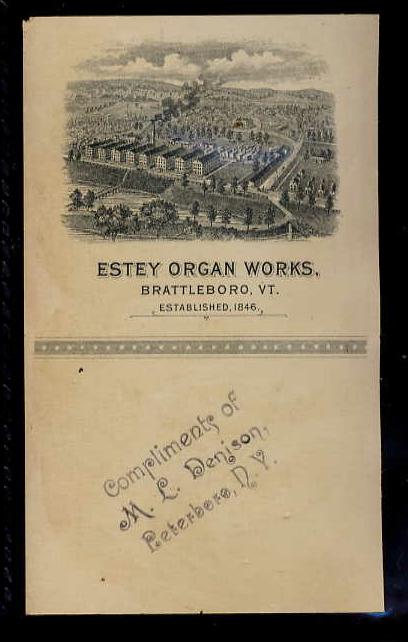 ESTEY ORGAN WORKS,
BRATTLEBORO, VT.
ESTABLISHED, 1846.
Compliments of
M. L. Denison,
Peterboro, N. Y.